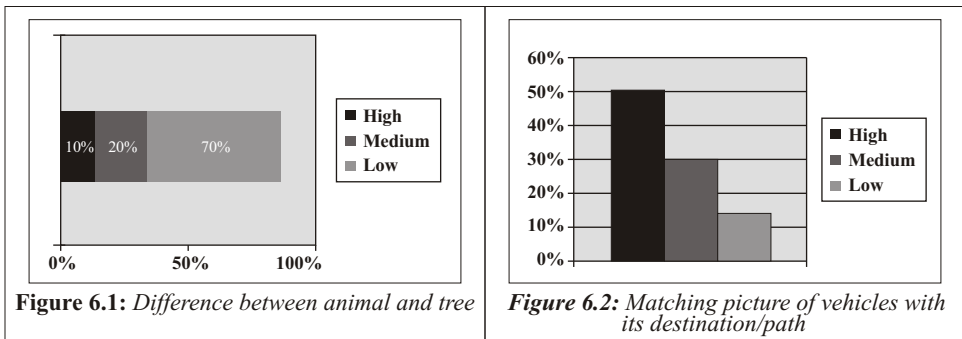 10% 20% 70%
High
Medium
Low
0% 50% 100%
Figure 6.1: Difference between animal and tree
60%
50%
40%
30%
20%
10%
0%
High
Medium
Low
Figure 6.2: Matching picture of vehicles with
its destination/path